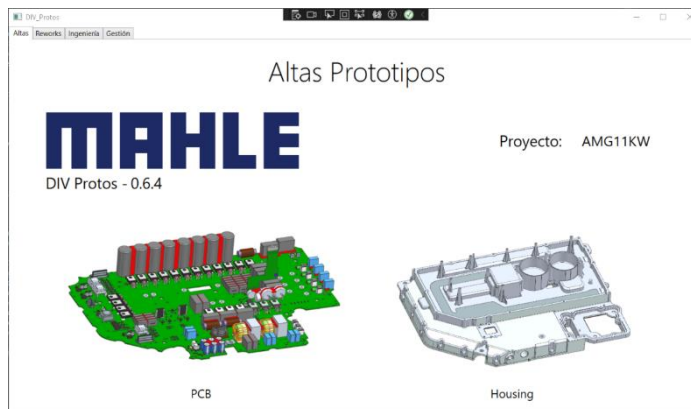 DIV_Protos
Altas Reworks Ingeniería Gestión
Altas Prototipos
MAHLE
Proyecto: AMG11KW
DIV Protos - 0.6.4
PCB
Housing